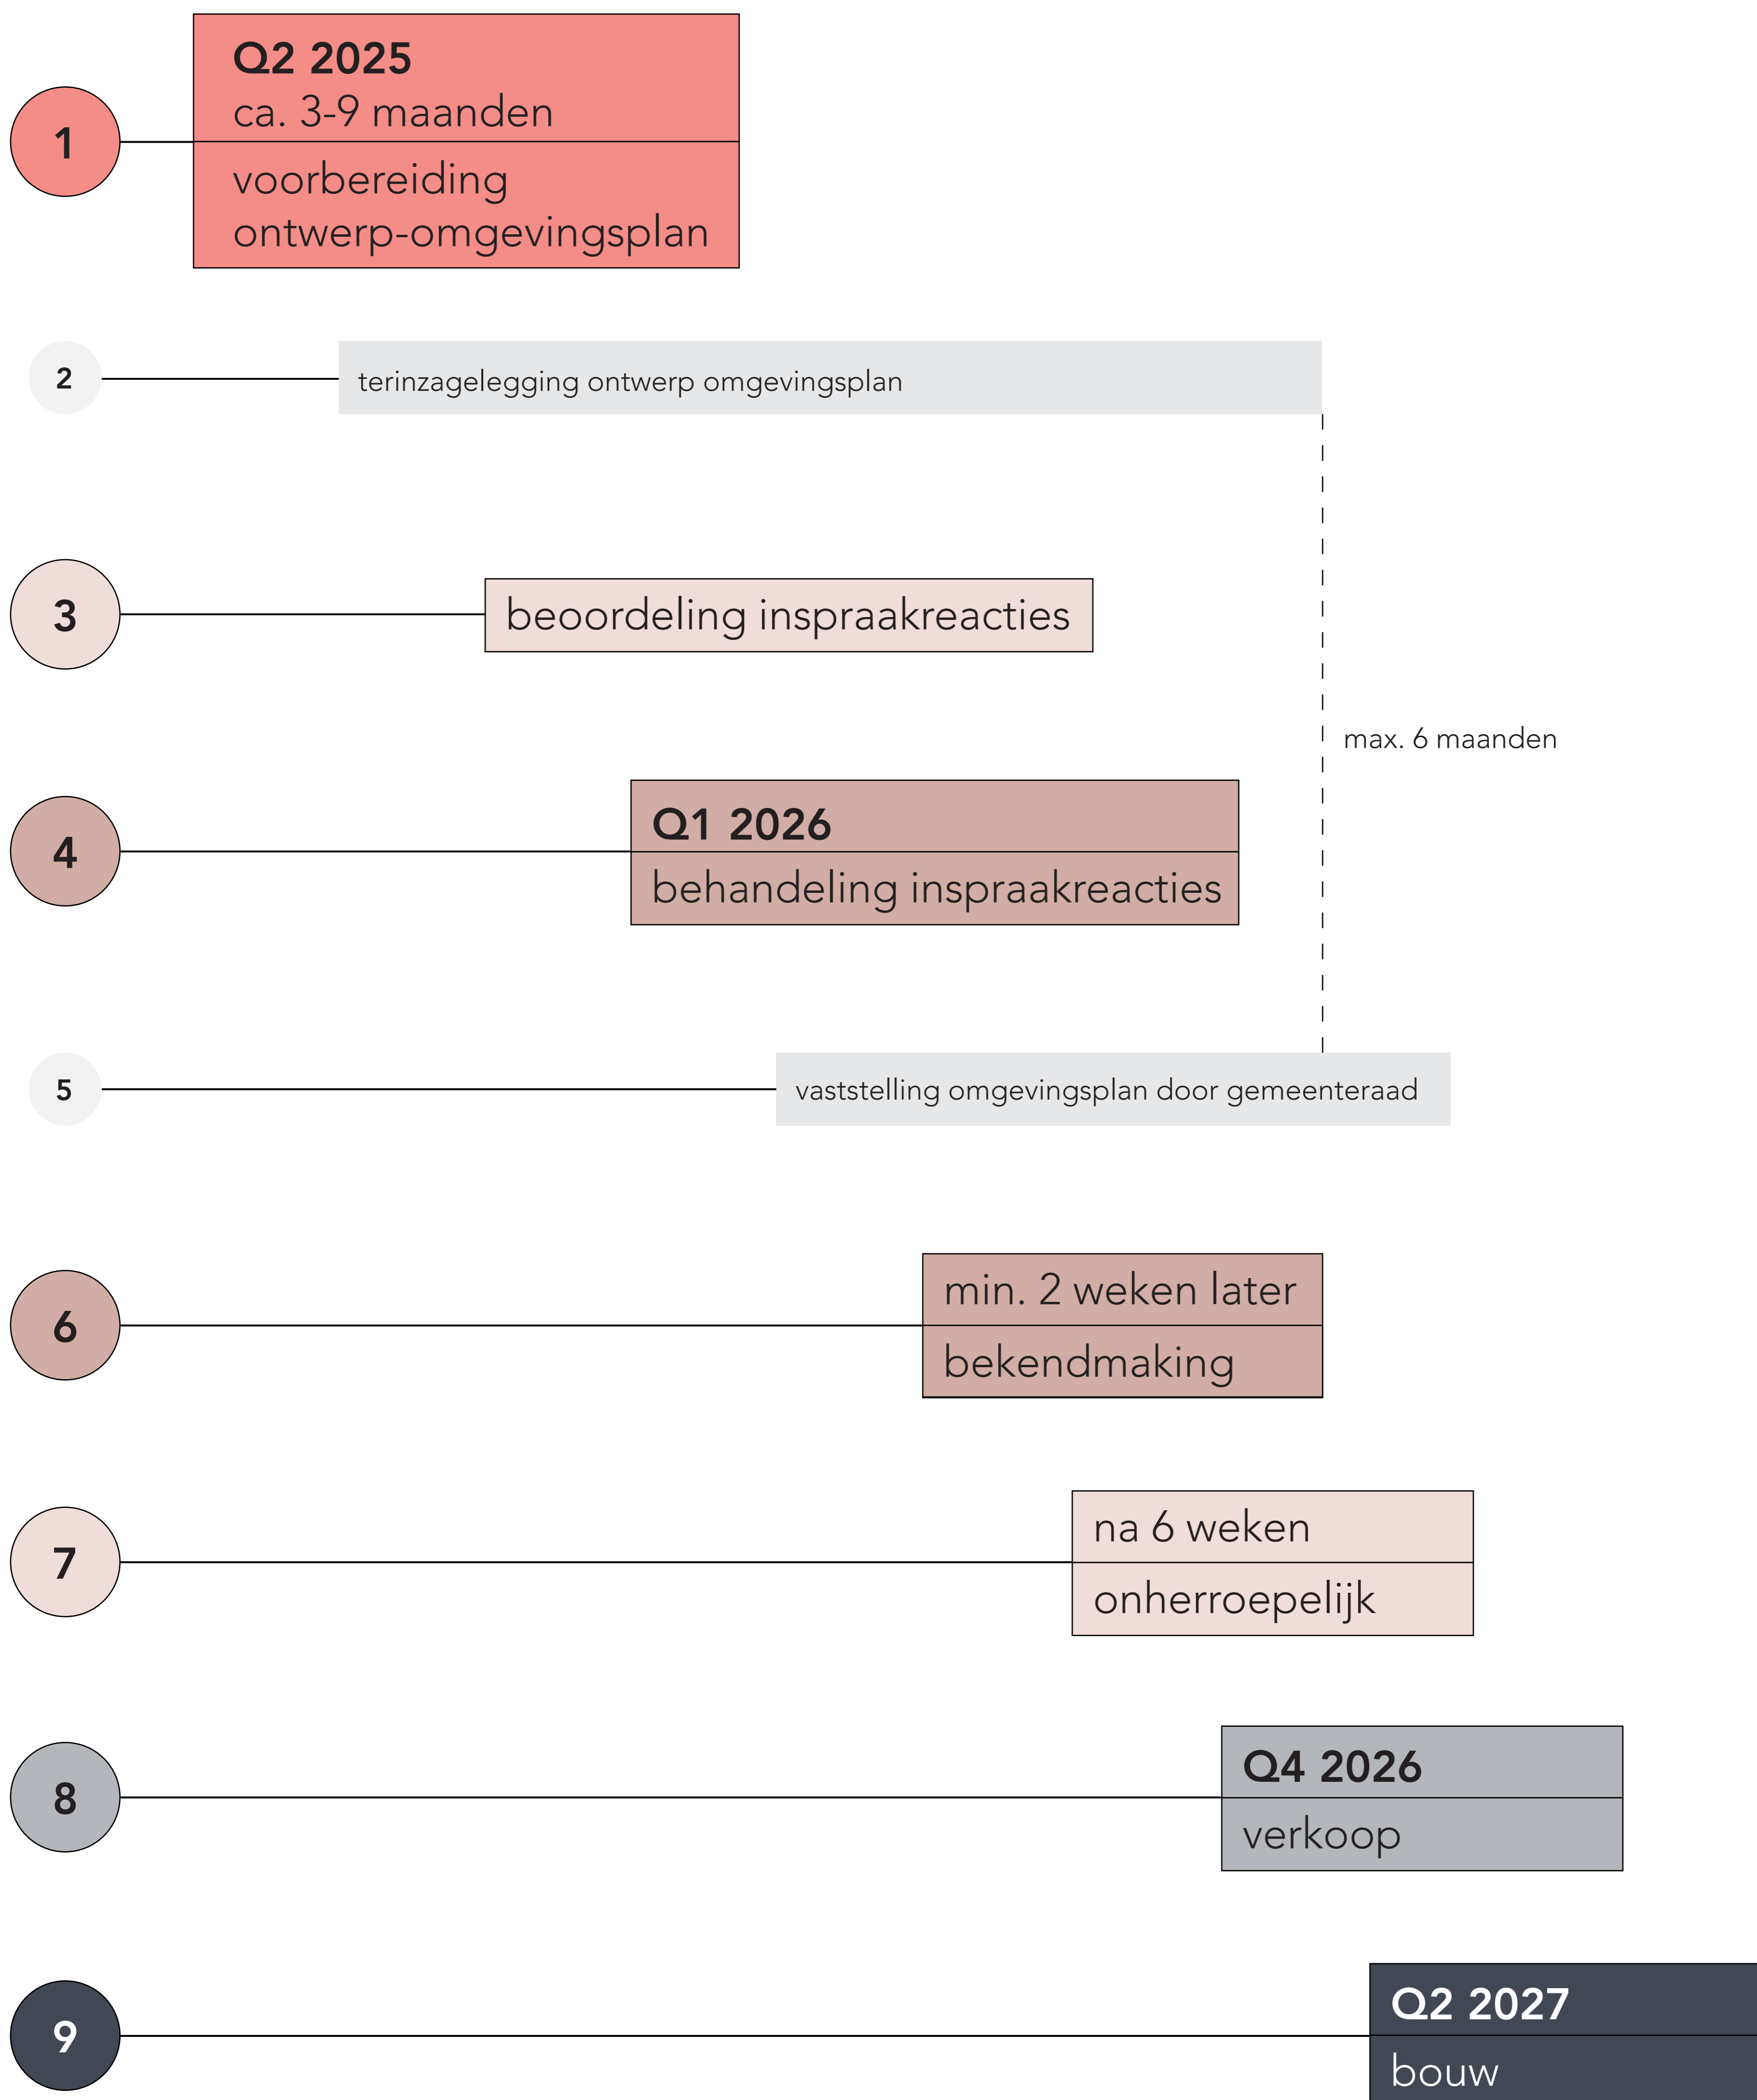 1
Q2 2025
ca. 3-9 maanden
voorbereiding
ontwerp-omgevingsplan
2
terinzagelegging ontwerp omgevingsplan
3
beoordeling inspraakreacties
max. 6 maanden
4
Q1 2026
behandeling inspraakreacties
5
vaststelling omgevingsplan door gemeenteraad
6
min. 2 weken later
bekendmaking
7
na 6 weken
onherroepelijk
8
Q4 2026
verkoop
9
Q2 2027
bouw